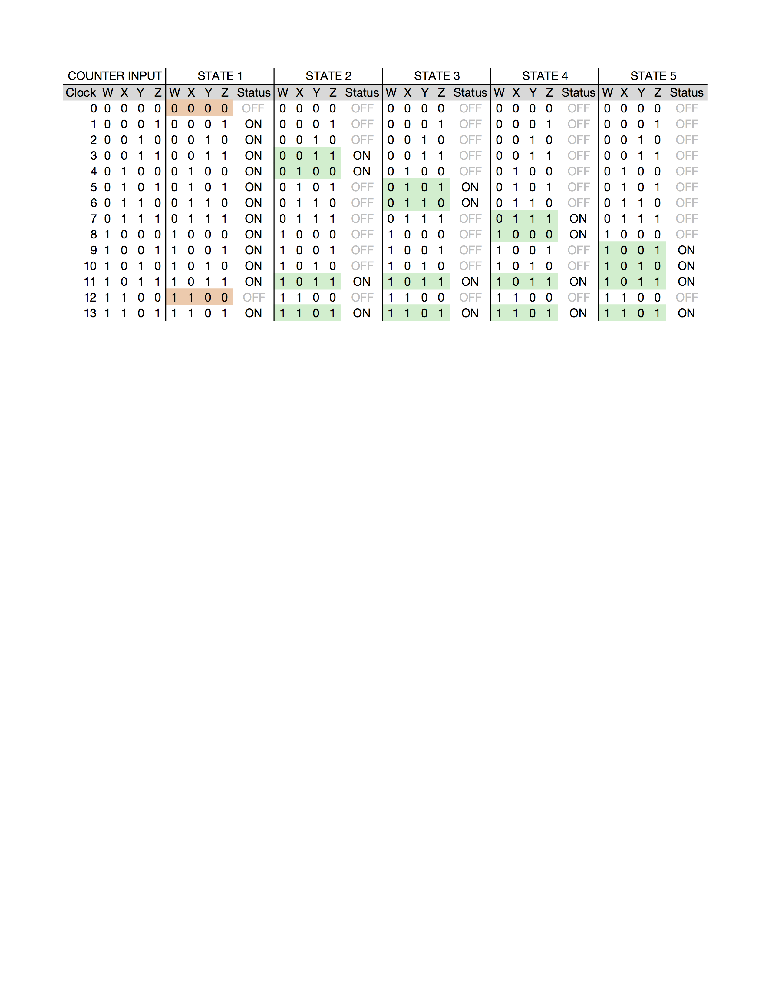 COUNTER INPUT STATE 1 STATE 2 STATE 3 STATE 4 STATE 5
Clock W X Y Z W X Y Z Status W X Y Z Status W X Y Z Status W X Y Z Status W X Y Z Status
0 0 0 0 0 0 0 0 0 OFF 0 0 0 0 OFF 0 0 0 0 OFF 0 0 0 0 OFF 0 0 0 0 OFF
1 0 0 0 1 0 0 0 1 ON 0 0 0 1 OFF 0 0 0 1 OFF 0 0 0 1 OFF 0 0 0 1 OFF
2 0 0 1 0 0 0 1 0 ON 0 0 1 0 OFF 0 0 1 0 OFF 0 0 1 0 OFF 0 0 1 0 OFF
3 0 0 1 1 0 0 1 1 ON 0 0 1 1 ON 0 0 1 1 OFF 0 0 1 1 OFF 0 0 1 1 OFF
4 0 1 0 0 0 1 0 0 ON 0 1 0 0 ON 0 1 0 0 OFF 0 1 0 0 OFF 0 1 0 0 OFF
5 0 1 0 1 0 1 0 1 ON 0 1 0 1 OFF 0 1 0 1 ON 0 1 0 1 OFF 0 1 0 1 OFF
6 0 1 1 0 0 1 1 0 ON 0 1 1 0 OFF 0 1 1 0 ON 0 1 1 0 OFF 0 1 1 0 OFF
7 0 1 1 1 0 1 1 1 ON 0 1 1 1 OFF 0 1 1 1 OFF 0 1 1 1 ON 0 1 1 1 OFF
8 1 0 0 0 1 0 0 0 ON 1 0 0 0 OFF 1 0 0 0 OFF 1 0 0 0 ON 1 0 0 0 OFF
9 1 0 0 1 1 0 0 1 ON 1 0 0 1 OFF 1 0 0 1 OFF 1 0 0 1 OFF 1 0 0 1 ON
10 1 0 1 0 1 0 1 0 ON 1 0 1 0 OFF 1 0 1 0 OFF 1 0 1 0 OFF 1 0 1 0 ON
11 1 0 1 1 1 0 1 1 ON 1 0 1 1 ON 1 0 1 1 ON 1 0 1 1 ON 1 0 1 1 ON
12 1 1 0 0 1 1 0 0 OFF 1 1 0 0 OFF 1 1 0 0 OFF 1 1 0 0 OFF 1 1 0 0 OFF
13 1 1 0 1 1 1 0 1 ON 1 1 0 1 ON 1 1 0 1 ON 1 1 0 1 ON 1 1 0 1 ON